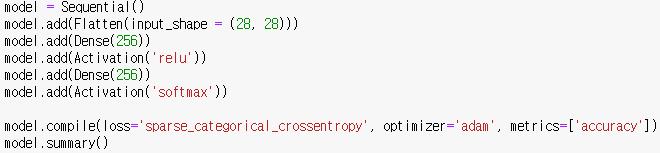 model = Sequential()
model.add(Flatten(input_shape = (28, 28)))
model.add(Dense(256))
model.add(Activation('relu'))
model.add(Dense(256))
model.add(Activation('softmax'))
model.compile(loss='sparse_categorical_crossentropy', optimizer='adam', metrics=['accuracy'])
model.summary()